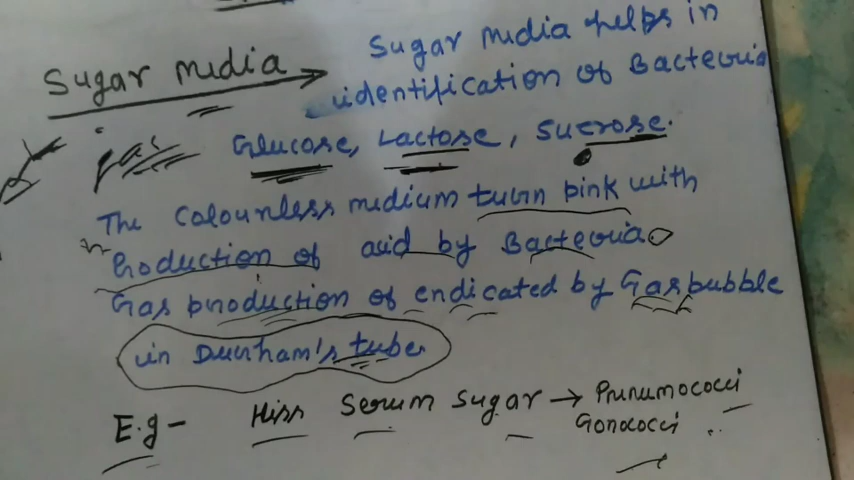 Sugar media → Sugar media helps in
identification of Bacteria
Glucose, Lactose, Sucrose.
The colourless medium turn pink with
Production of acid by Bacteria
Gas production of endicated by Gas bubble
in Durham's tube
E.g - Hiss Serum Sugar → Pneumococci
Gonococci